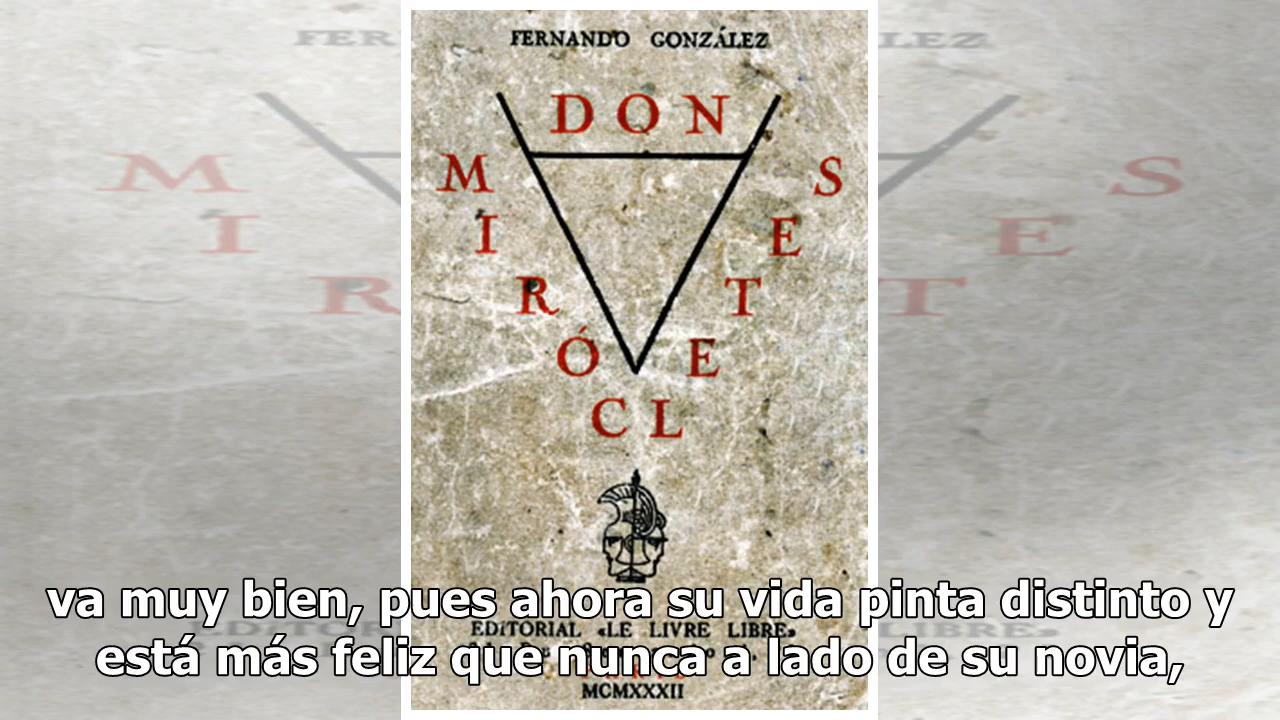 FERNANDO GONZÁLEZ
DON
MIRÓCLETES
EDITORIAL «LE LIVRE LIBRE»
MCMXXXII
va muy bien, pues ahora su vida pinta distinto y
está más feliz que nunca a lado de su novia,